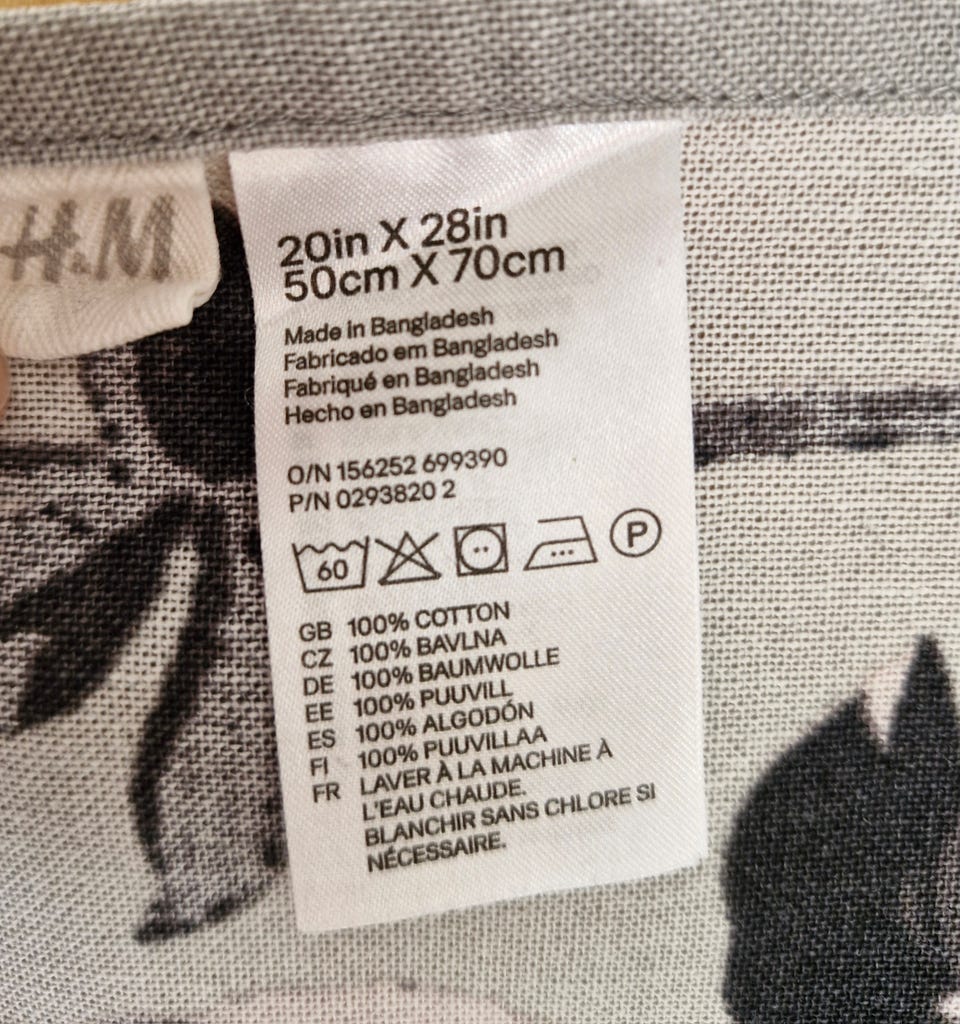 H&M
20in X 28in
50cm X 70cm
Made in Bangladesh
Fabricado em Bangladesh
Fabriqué en Bangladesh
Hecho en Bangladesh
O/N 156252 699390
P/N 0293820 2
60 P
GB 100% COTTON
CZ 100% BAVLNA
DE 100% BAUMWOLLE
EE 100% PUUVILL
ES 100% ALGODÓN
FI 100% PUUVILLAA
FR LAVER À LA MACHINE À
L'EAU CHAUDE.
BLANCHIR SANS CHLORE SI
NÉCESSAIRE.